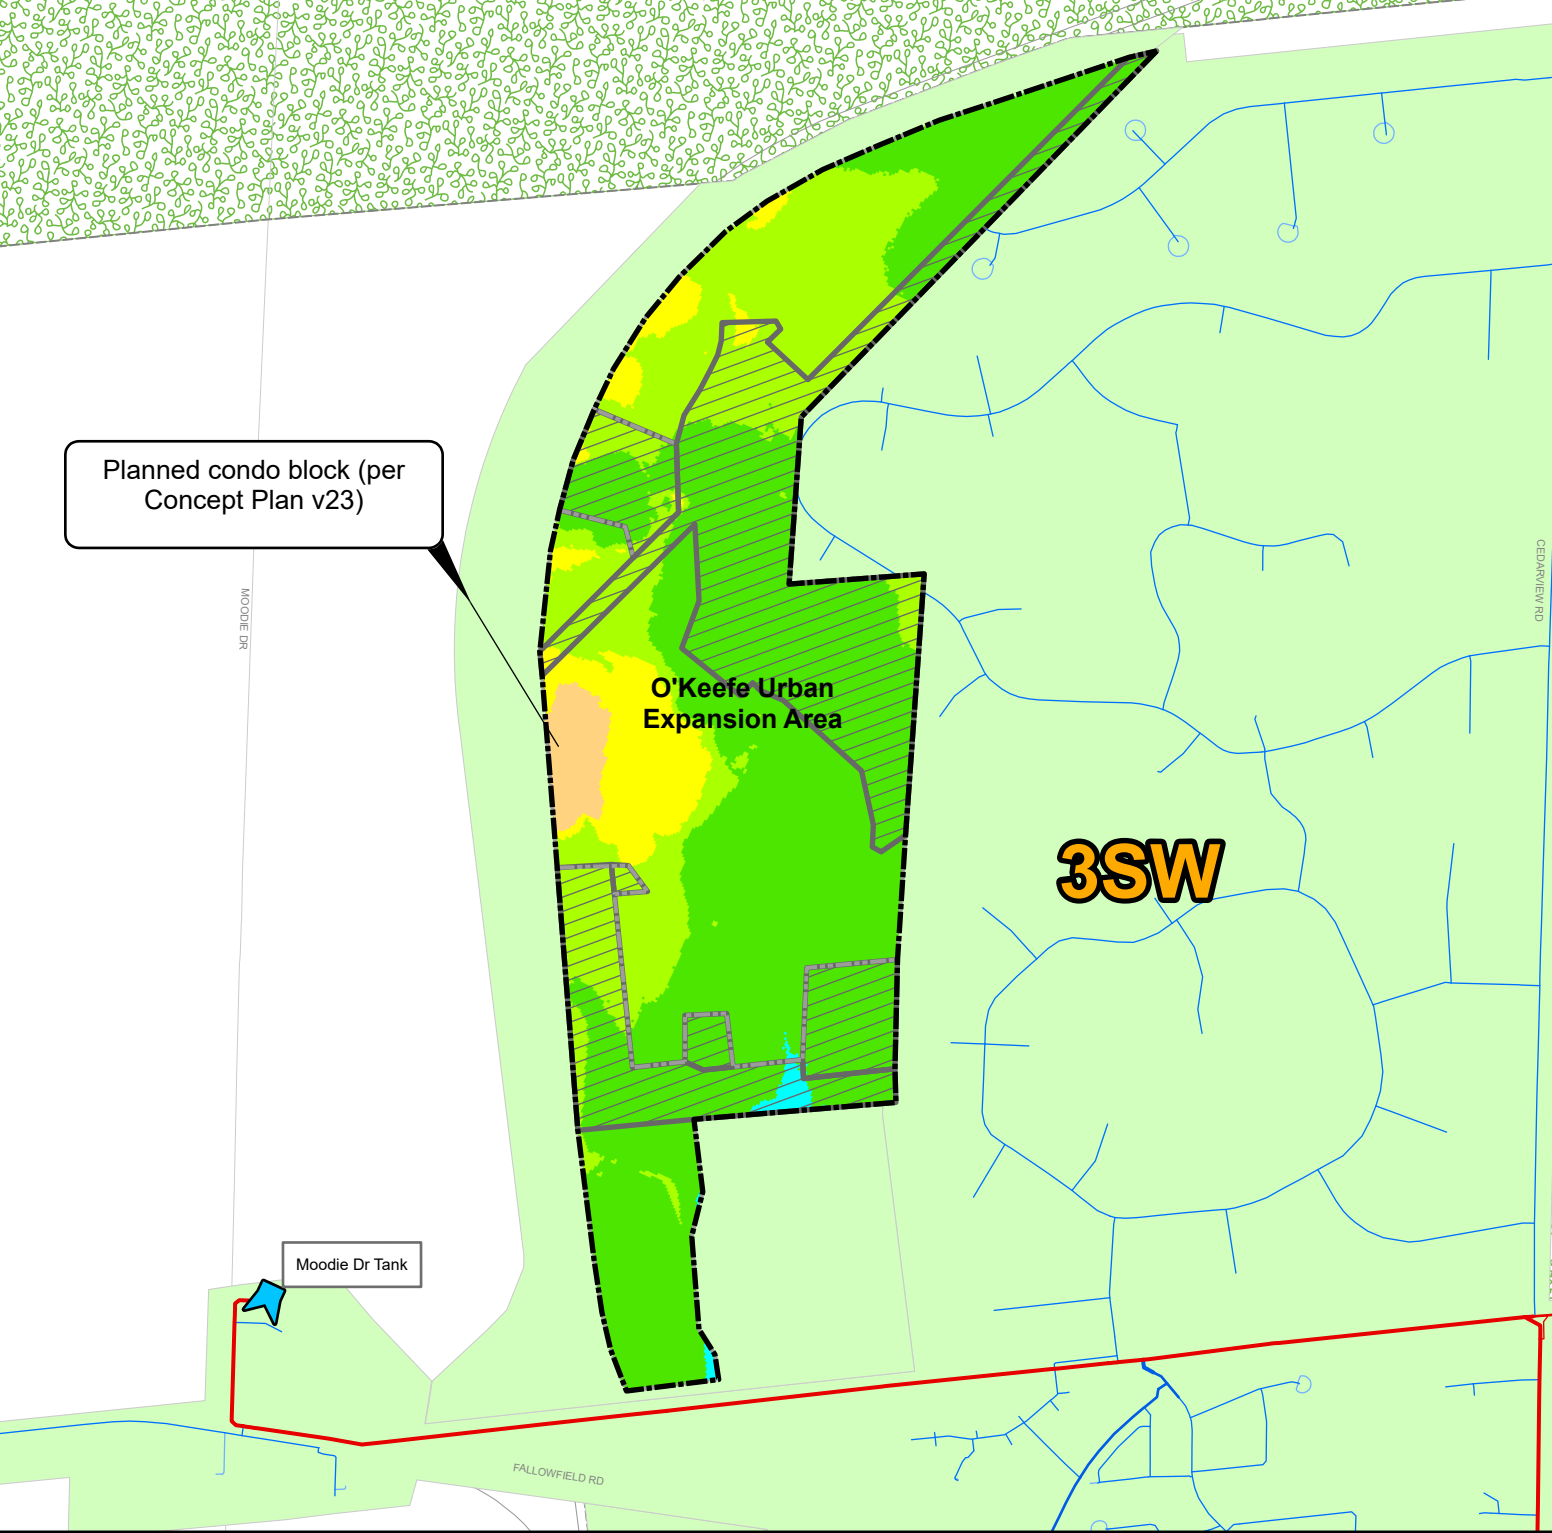 Planned condo block (per
Concept Plan v23)
MOODIE DR
CEDARVIEW RD
O'Keefe Urban
Expansion Area
3SW
Moodie Dr Tank
FALLOWFIELD RD